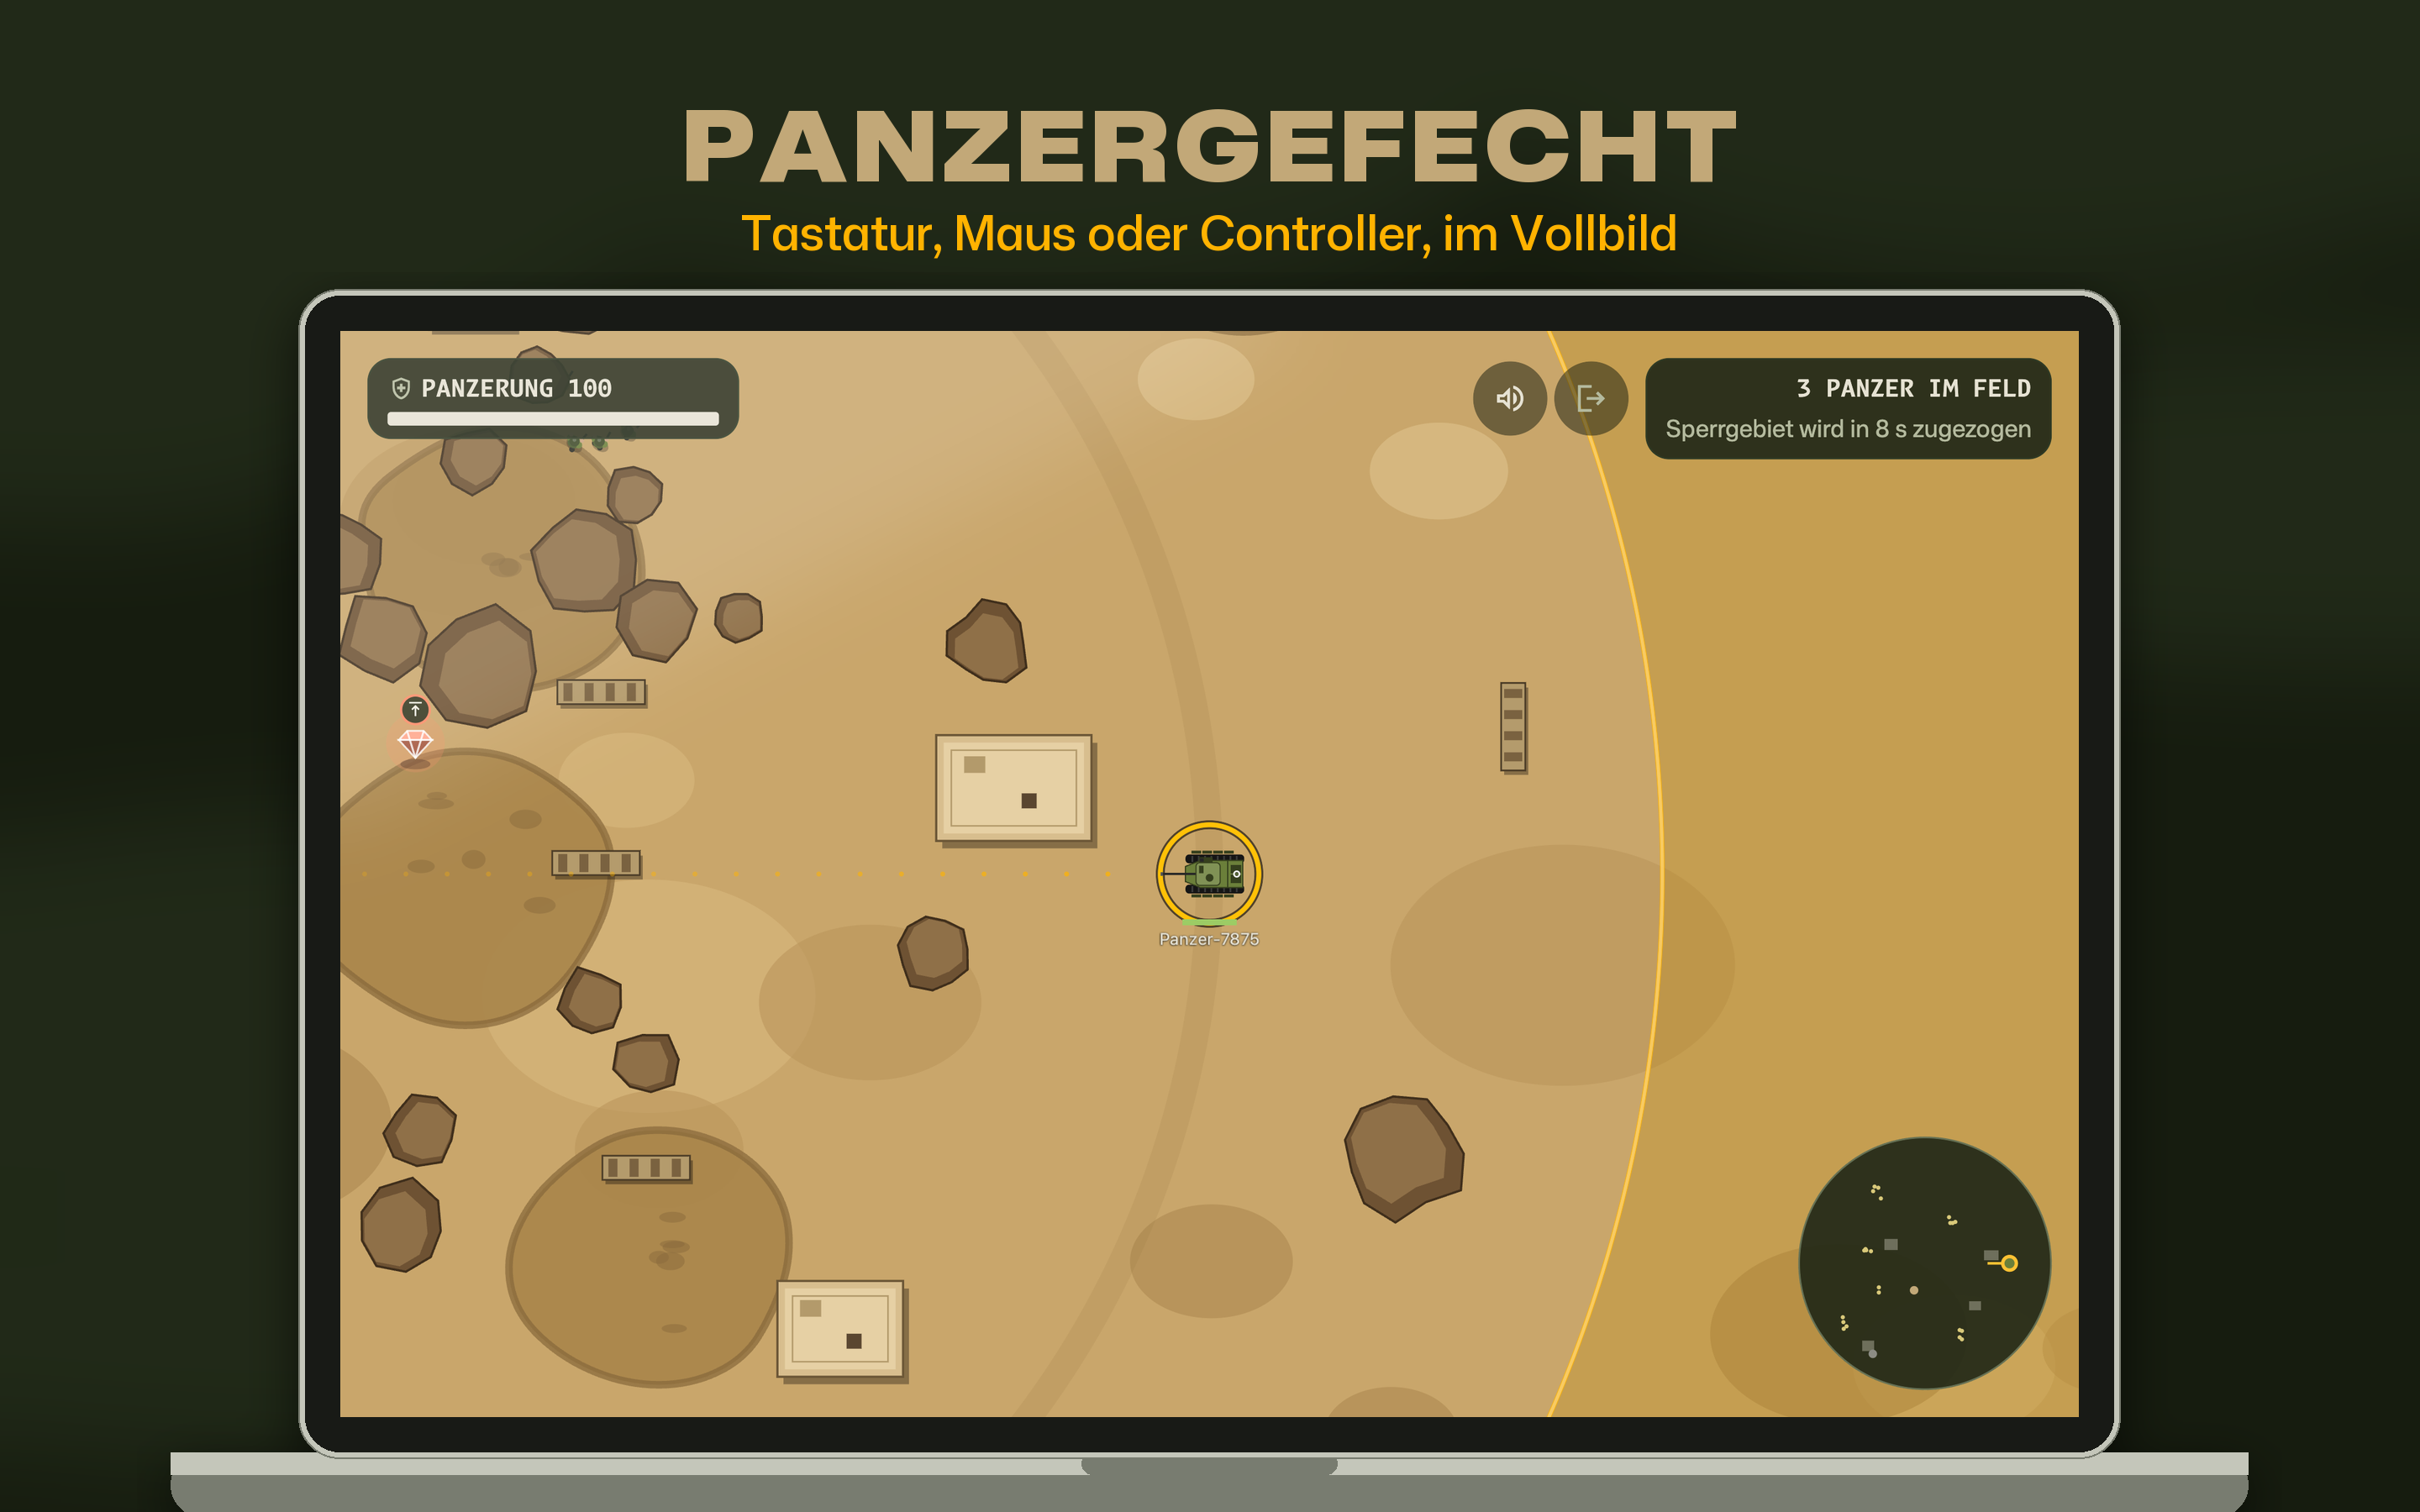 PANZERGEFECHT
Tastatur, Maus oder Controller, im Vollbild
PANZERUNG 100
3 PANZER IM FELD
Sperrgebiet wird in 8 s zugezogen
Panzer-7875